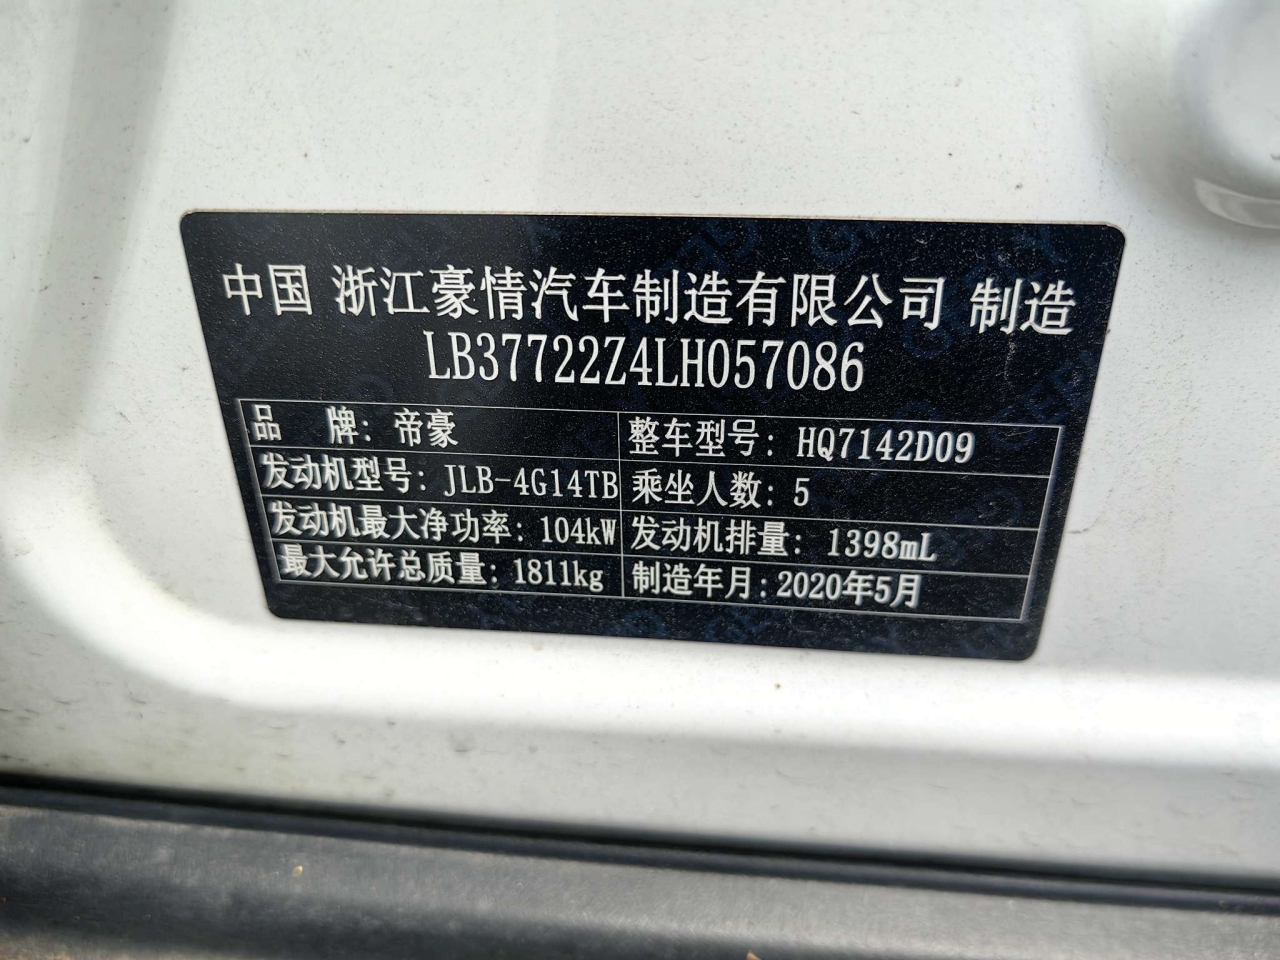 中国 浙江豪情汽车制造有限公司 制造
LB37722Z4LH057086
品 牌: 帝豪 整车型号: HQ7142D09
发动机型号: JLB-4G14TB 乘坐人数: 5
发动机最大净功率: 104kW 发动机排量: 1398mL
最大允许总质量: 1811kg 制造年月: 2020年5月